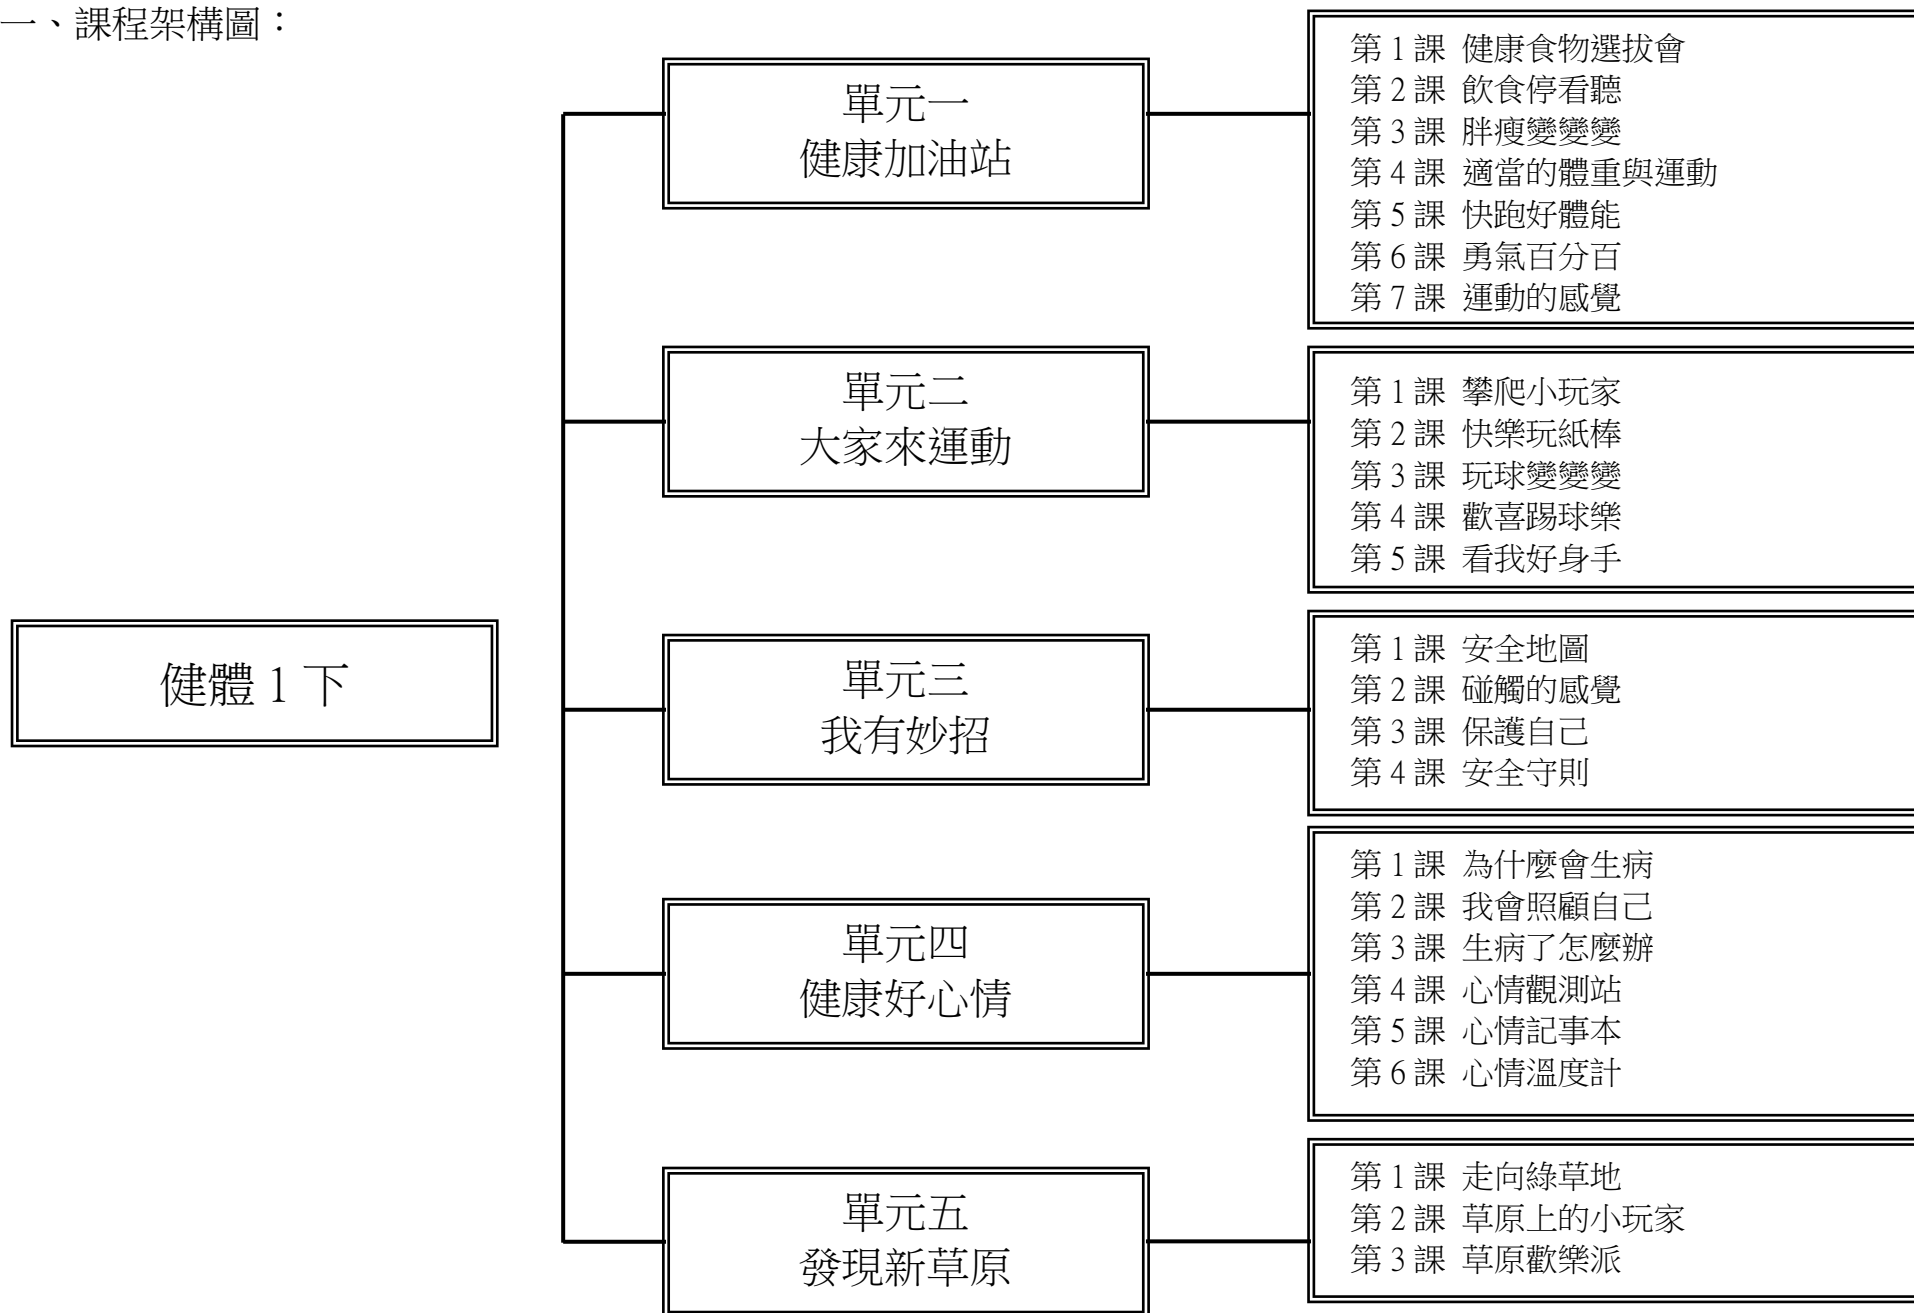 一、課程架構圖：
健體 1 下
單元一
健康加油站
第 1 課 健康食物選拔會
第 2 課 飲食停看聽
第 3 課 胖瘦變變變
第 4 課 適當的體重與運動
第 5 課 快跑好體能
第 6 課 勇氣百分百
第 7 課 運動的感覺
單元二
大家來運動
第 1 課 攀爬小玩家
第 2 課 快樂玩紙棒
第 3 課 玩球變變變
第 4 課 歡喜踢球樂
第 5 課 看我好身手
單元三
我有妙招
第 1 課 安全地圖
第 2 課 碰觸的感覺
第 3 課 保護自己
第 4 課 安全守則
單元四
健康好心情
第 1 課 為什麼會生病
第 2 課 我會照顧自己
第 3 課 生病了怎麼辦
第 4 課 心情觀測站
第 5 課 心情記事本
第 6 課 心情溫度計
單元五
發現新草原
第 1 課 走向綠草地
第 2 課 草原上的小玩家
第 3 課 草原歡樂派